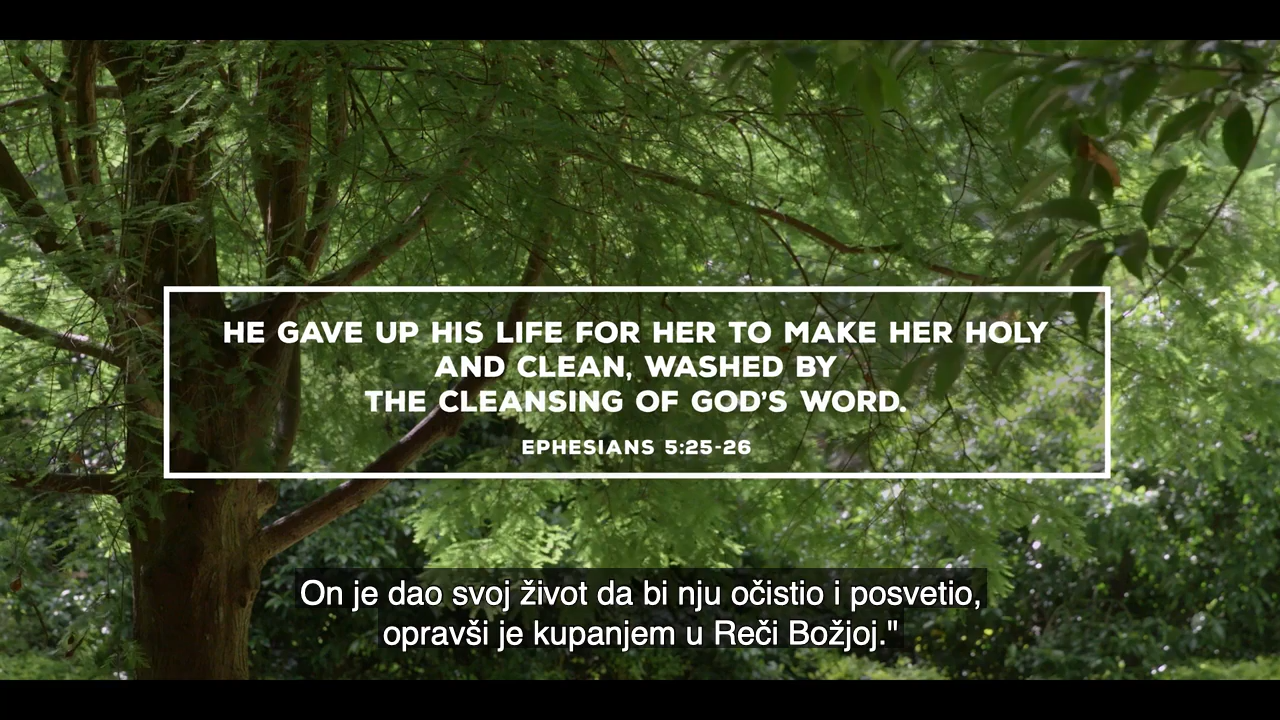 HE GAVE UP HIS LIFE FOR HER TO MAKE HER HOLY
AND CLEAN, WASHED BY
THE CLEANSING OF GOD'S WORD.
EPHESIANS 5:25-26
On je dao svoj život da bi nju očistio i posvetio,
opravši je kupanjem u Reči Božjoj."